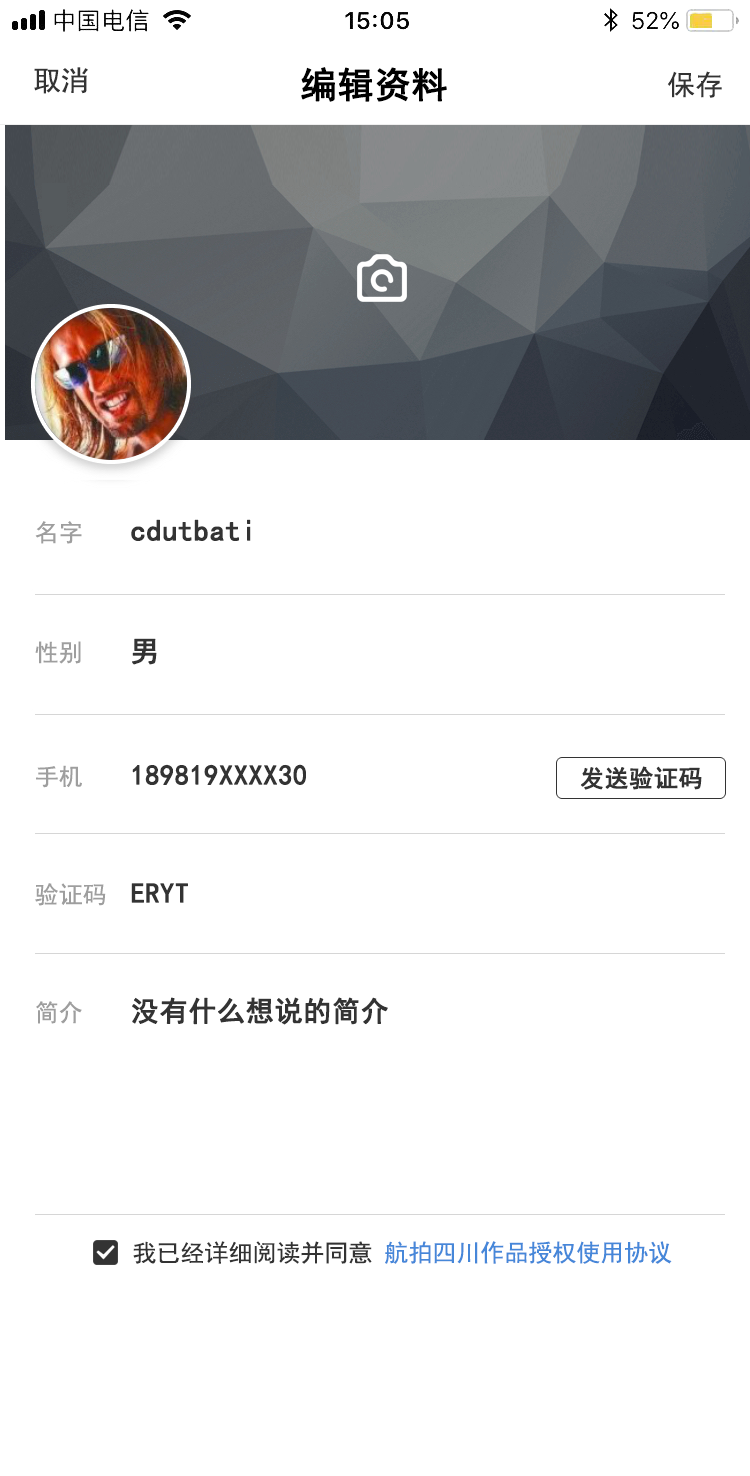 中国电信 15:05 52%
取消 编辑资料 保存
名字 cdutbati
性别 男
手机 189819XXXX30 发送验证码
验证码 ERYT
简介 没有什么想说的简介
我已经详细阅读并同意 航拍四川作品授权使用协议